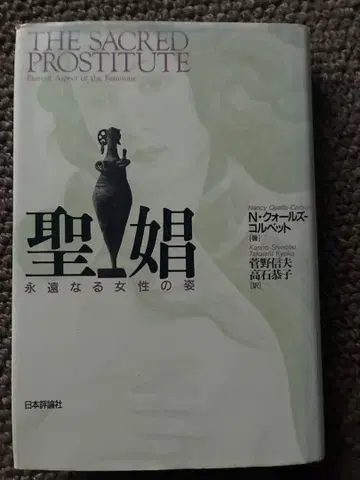 THE SACRED
PROSTITUTE
Eternal Aspect of the Feminine
聖娼
永遠なる女性の姿
Nancy Qualls-Corbett
N・クォールズ-
コルベット
[著]
Kanno Shinobu
Takaishi Kyoko
菅野信夫
高石恭子
[訳]
日本評論社